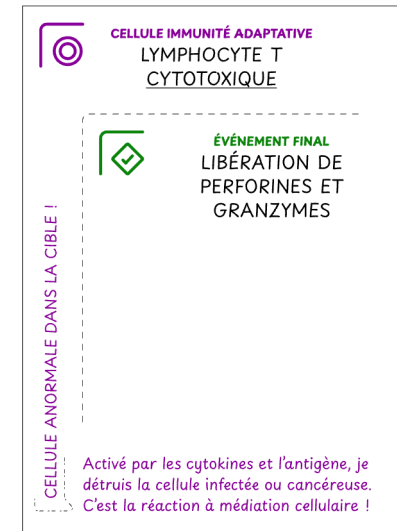 CELLULE IMMUNITÉ ADAPTATIVE
LYMPHOCYTE T
CYTOTOXIQUE
ÉVÉNEMENT FINAL
LIBÉRATION DE
PERFORINES ET
GRANZYMES
CELLULE ANORMALE DANS LA CIBLE !
Activé par les cytokines et l'antigène, je
détruis la cellule infectée ou cancéreuse.
C'est la réaction à médiation cellulaire !